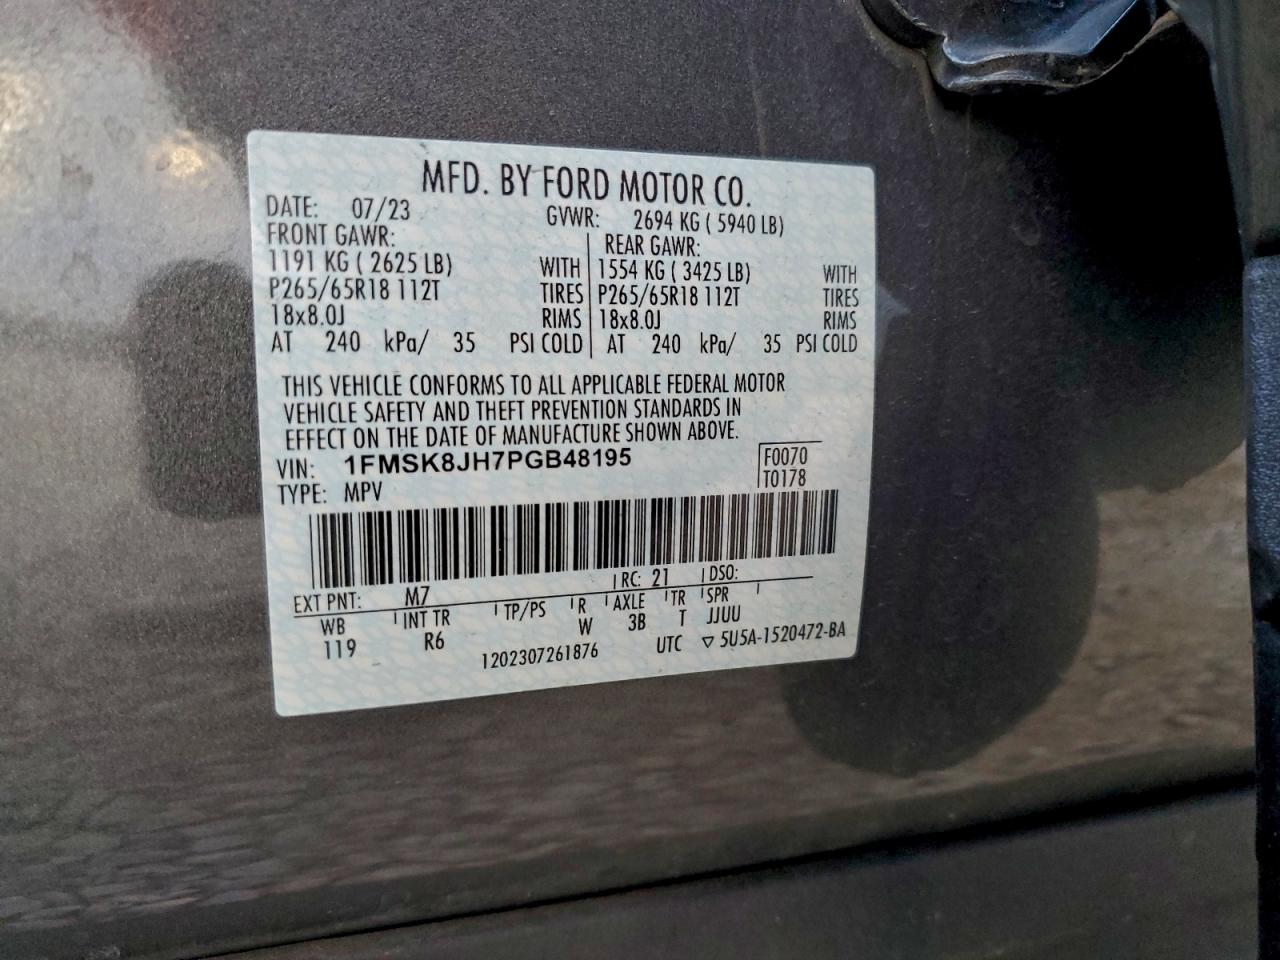 MFD. BY FORD MOTOR CO.
DATE: 07/23 GVWR: 2694 KG ( 5940 LB)
FRONT GAWR: REAR GAWR:
1191 KG ( 2625 LB) WITH 1554 KG ( 3425 LB) WITH
P265/65R18 112T TIRES P265/65R18 112T TIRES
18x8.0J RIMS 18x8.0J RIMS
AT 240 kPa/ 35 PSI COLD AT 240 kPa/ 35 PSI COLD
THIS VEHICLE CONFORMS TO ALL APPLICABLE FEDERAL MOTOR
VEHICLE SAFETY AND THEFT PREVENTION STANDARDS IN
EFFECT ON THE DATE OF MANUFACTURE SHOWN ABOVE.
VIN: 1FMSK8JH7PGB48195 F0070
TYPE: MPV T0178
EXT PNT: M7 RC: 21 DSO:
WB INT TR TP/PS R AXLE TR SPR
119 R6 W 3B T JJUU
1202307261876 UTC ▽ 5U5A-1520472-BA